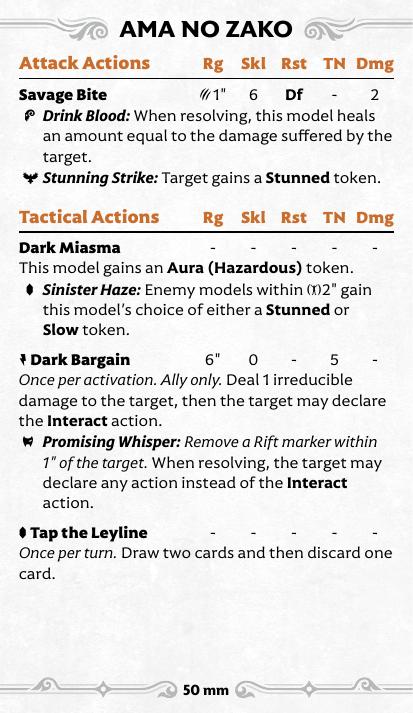 AMA NO ZAKO
Attack Actions Rg Skl Rst TN Dmg
Savage Bite 1" 6 Df - 2
Drink Blood: When resolving, this model heals
an amount equal to the damage suffered by the
target.
Stunning Strike: Target gains a Stunned token.
Tactical Actions Rg Skl Rst TN Dmg
Dark Miasma - - - - -
This model gains an Aura (Hazardous) token.
Sinister Haze: Enemy models within 2" gain
this model's choice of either a Stunned or
Slow token.
Dark Bargain 6" 0 - 5 -
Once per activation. Ally only. Deal 1 irreducible
damage to the target, then the target may declare
the Interact action.
Promising Whisper: Remove a Rift marker within
1" of the target. When resolving, the target may
declare any action instead of the Interact
action.
Tap the Leyline - - - - -
Once per turn. Draw two cards and then discard one
card.
50 mm